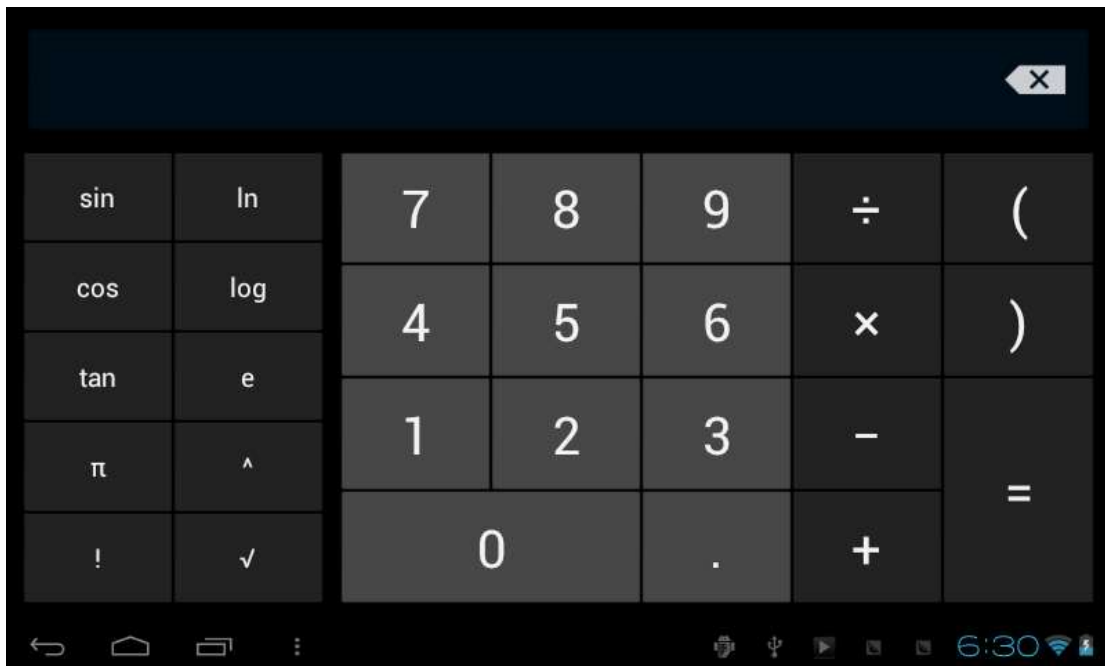 sin ln 7 8 9 ÷ (
cos log 4 5 6 × )
tan e 1 2 3 −
π ^ =
! √ 0 . +
6:30